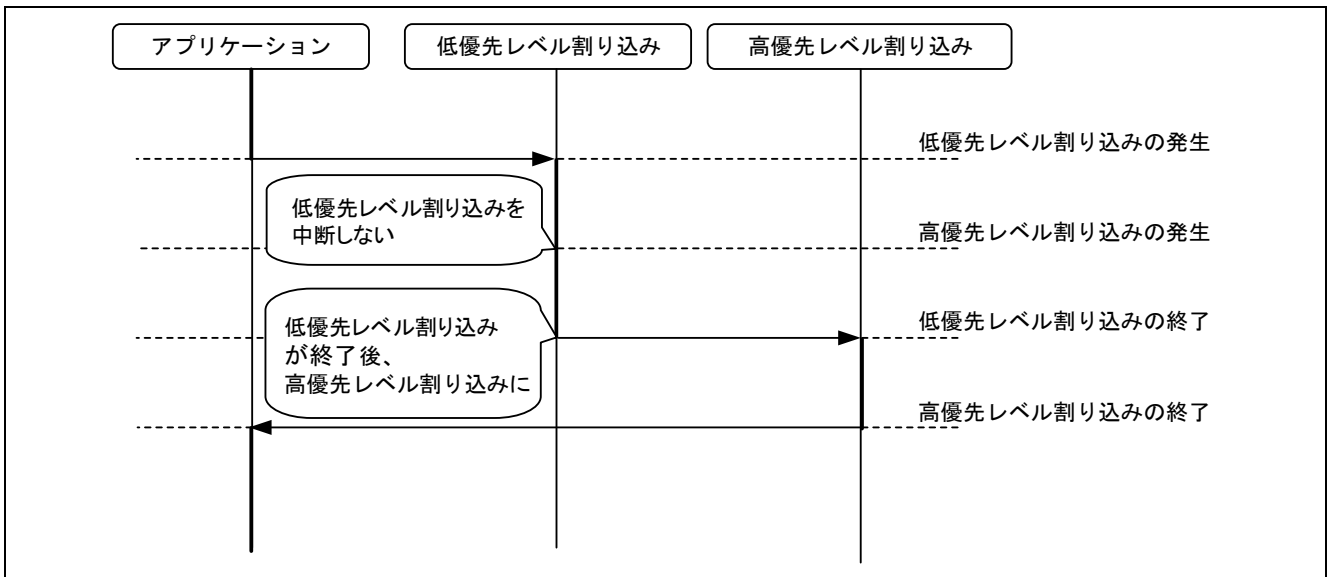 アプリケーション
低優先レベル割り込み
高優先レベル割り込み
低優先レベル割り込みの発生
低優先レベル割り込みを
中断しない
高優先レベル割り込みの発生
低優先レベル割り込み
が終了後、
高優先レベル割り込みに
低優先レベル割り込みの終了
高優先レベル割り込みの終了